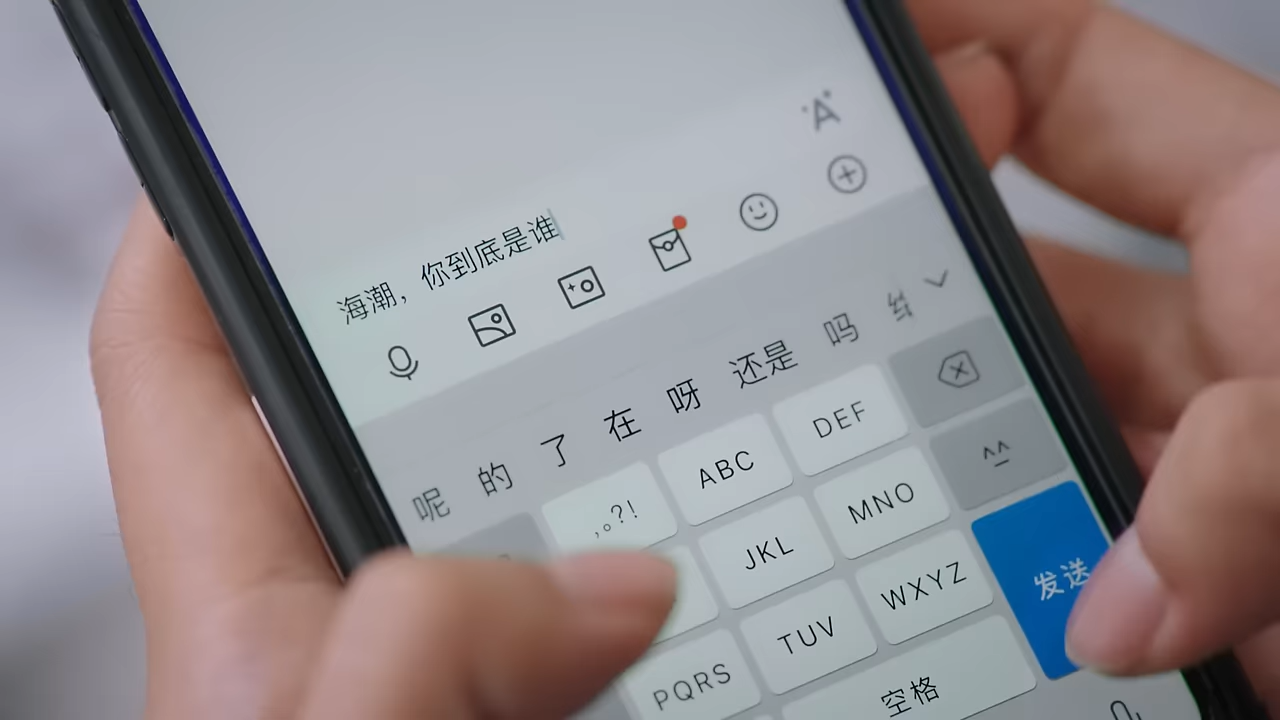 海潮，你到底是谁
呢 的 了 在 呀 还是 吗
,。?! ABC DEF
JKL MNO
PQRS TUV WXYZ
发送
空格